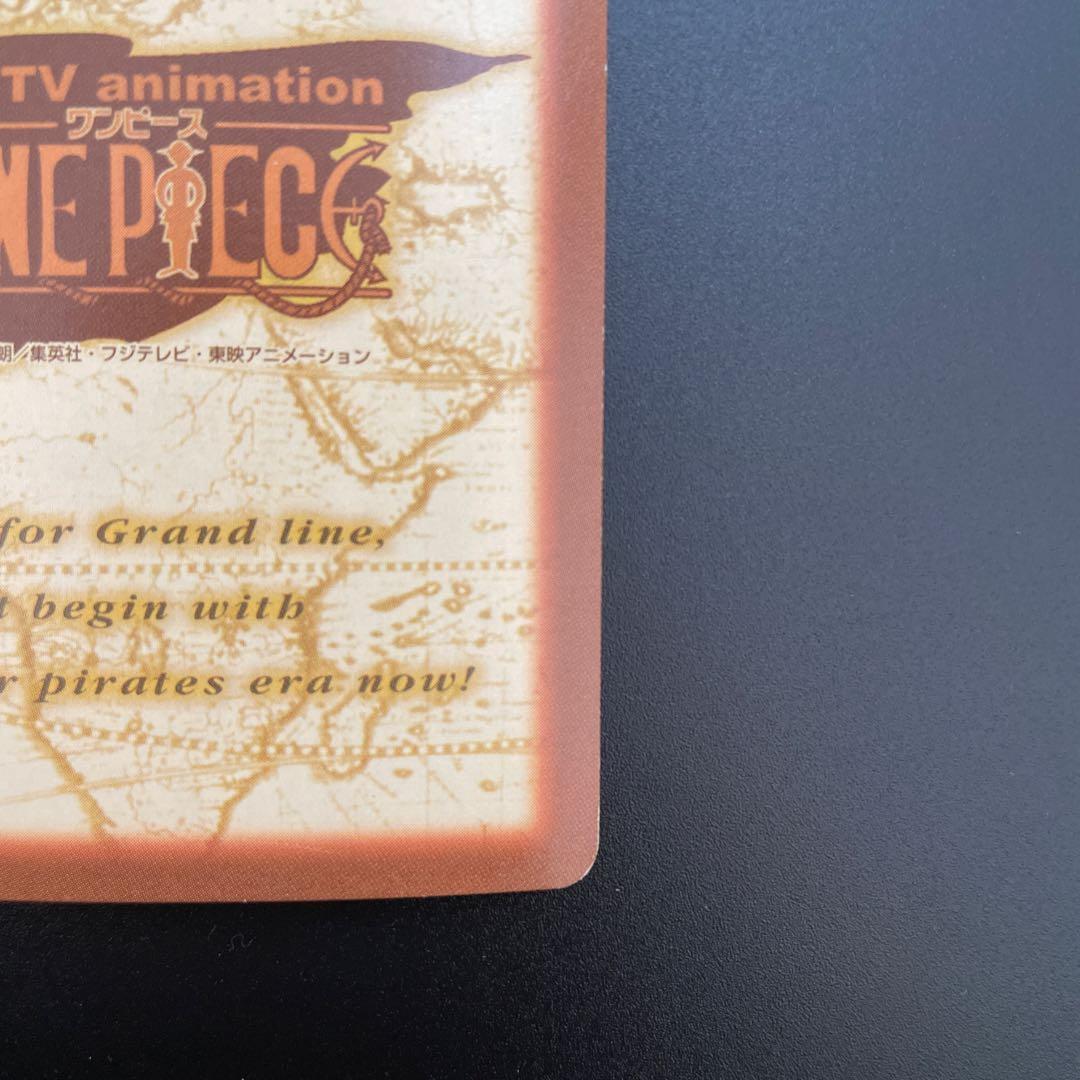 TV animation
ワンピース
NE PIECE
朗/集英社・フジテレビ・東映アニメーション
for Grand line,
t begin with
r pirates era now!